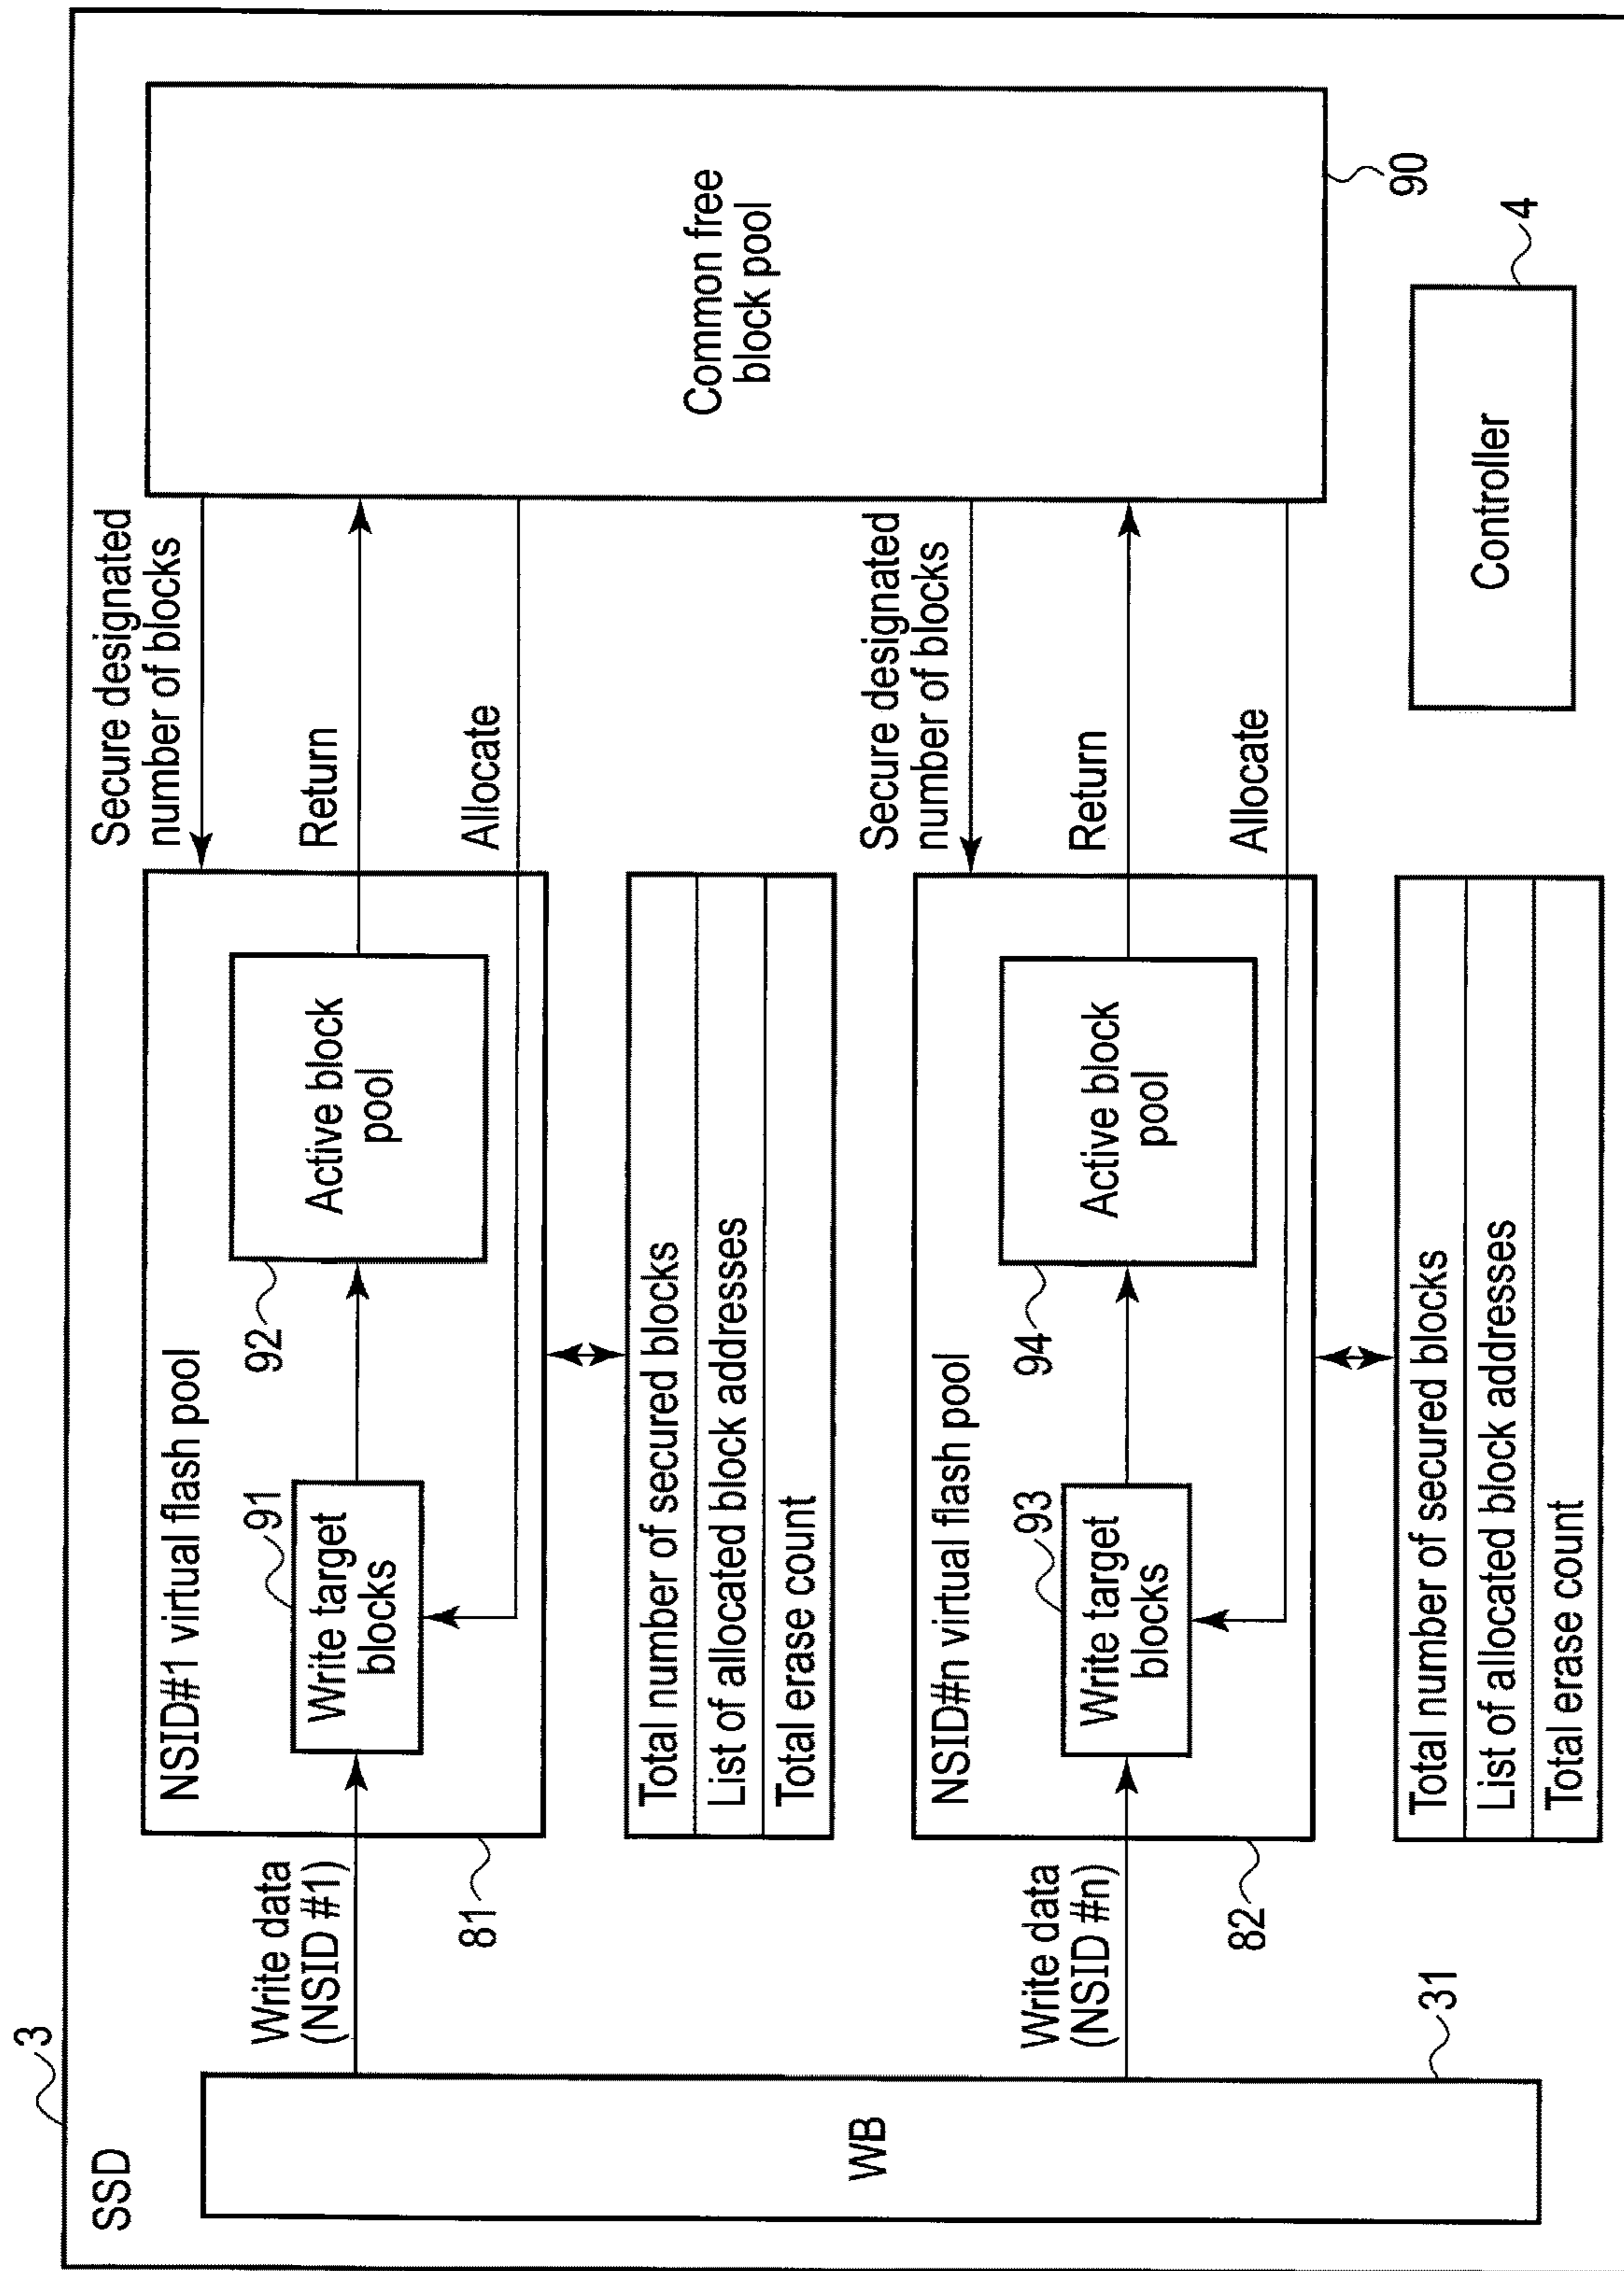 3
SSD
WB
31
Write data
(NSID #1)
81
NSID#1 virtual flash pool
91
Write target
blocks
92
Active block
pool
Secure designated
number of blocks
Return
Allocate
Total number of secured blocks
List of allocated block addresses
Total erase count
Write data
(NSID #n)
82
NSID#n virtual flash pool
93
Write target
blocks
94
Active block
pool
Secure designated
number of blocks
Return
Allocate
Total number of secured blocks
List of allocated block addresses
Total erase count
Common free
block pool
90
Controller
4